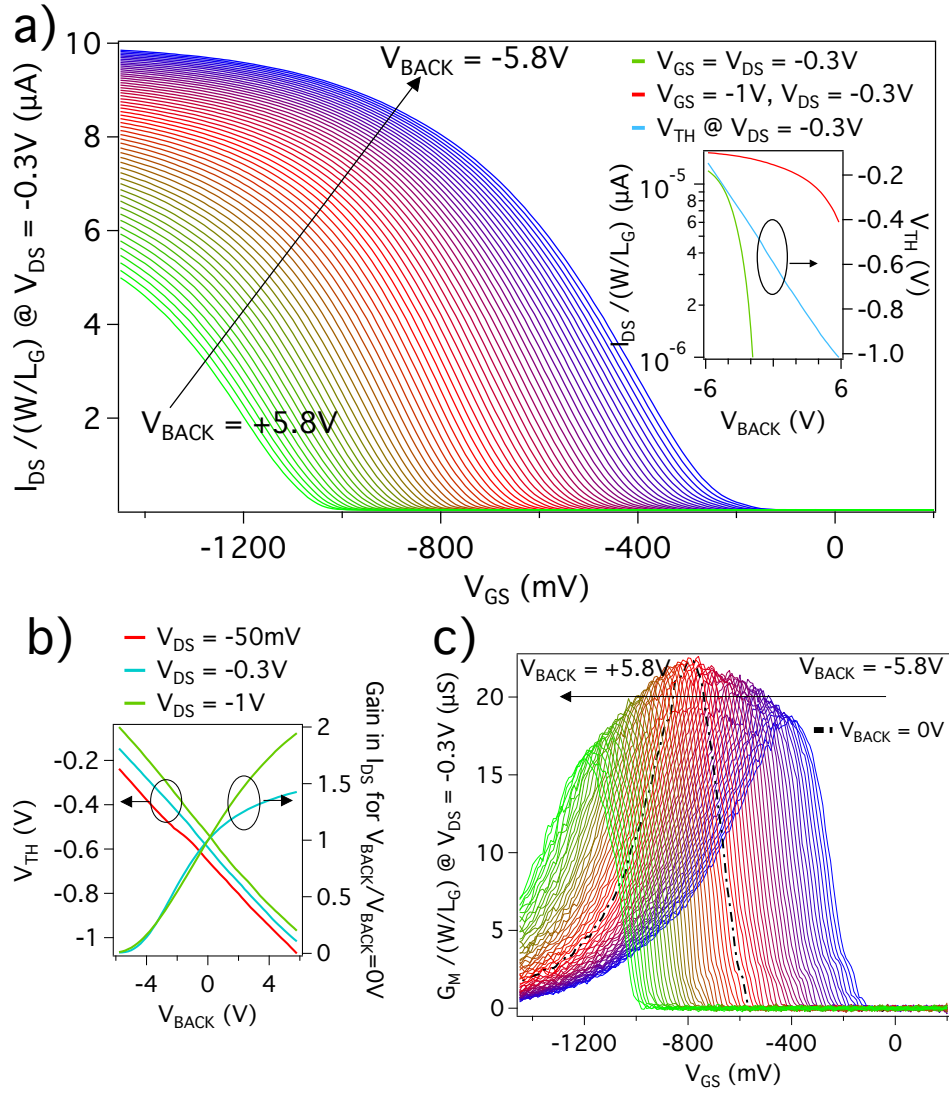 a)
I_DS /(W/L_G) @ V_DS = -0.3V (µA)
10
8
6
4
2
V_BACK = -5.8V
V_BACK = +5.8V
-1200
-800
-400
0
V_GS (mV)
V_GS = V_DS = -0.3V
V_GS = -1V, V_DS = -0.3V
V_TH @ V_DS = -0.3V
I_DS /(W/L_G) (µA)
10^-5
8
6
4
2
10^-6
-0.2
-0.4
-0.6
-0.8
-1.0
V_TH (V)
-6
6
V_BACK (V)
b)
V_DS = -50mV
V_DS = -0.3V
V_DS = -1V
V_TH (V)
-0.2
-0.4
-0.6
-0.8
-1
2
1.5
1
0.5
0
Gain in I_DS for V_BACK/V_BACK=0V
-4
0
4
V_BACK (V)
c)
G_M /(W/L_G) @ V_DS = -0.3V (µS)
20
15
10
5
0
V_BACK = +5.8V
V_BACK = -5.8V
V_BACK = 0V
-1200
-800
-400
0
V_GS (mV)